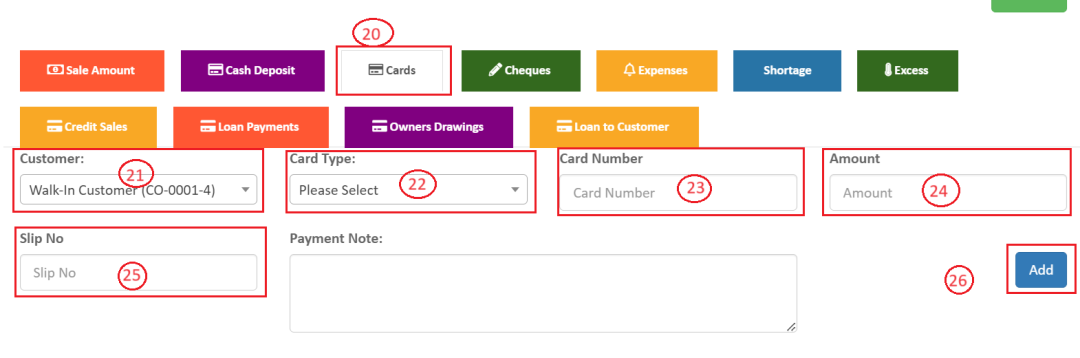 20
Sale Amount Cash Deposit Cards Cheques Expenses Shortage Excess
Credit Sales Loan Payments Owners Drawings Loan to Customer
Customer: Card Type: Card Number Amount
Walk-In Customer (CO-0001-4) 21 Please Select 22 Card Number 23 Amount 24
Slip No Payment Note:
Slip No 25 26 Add